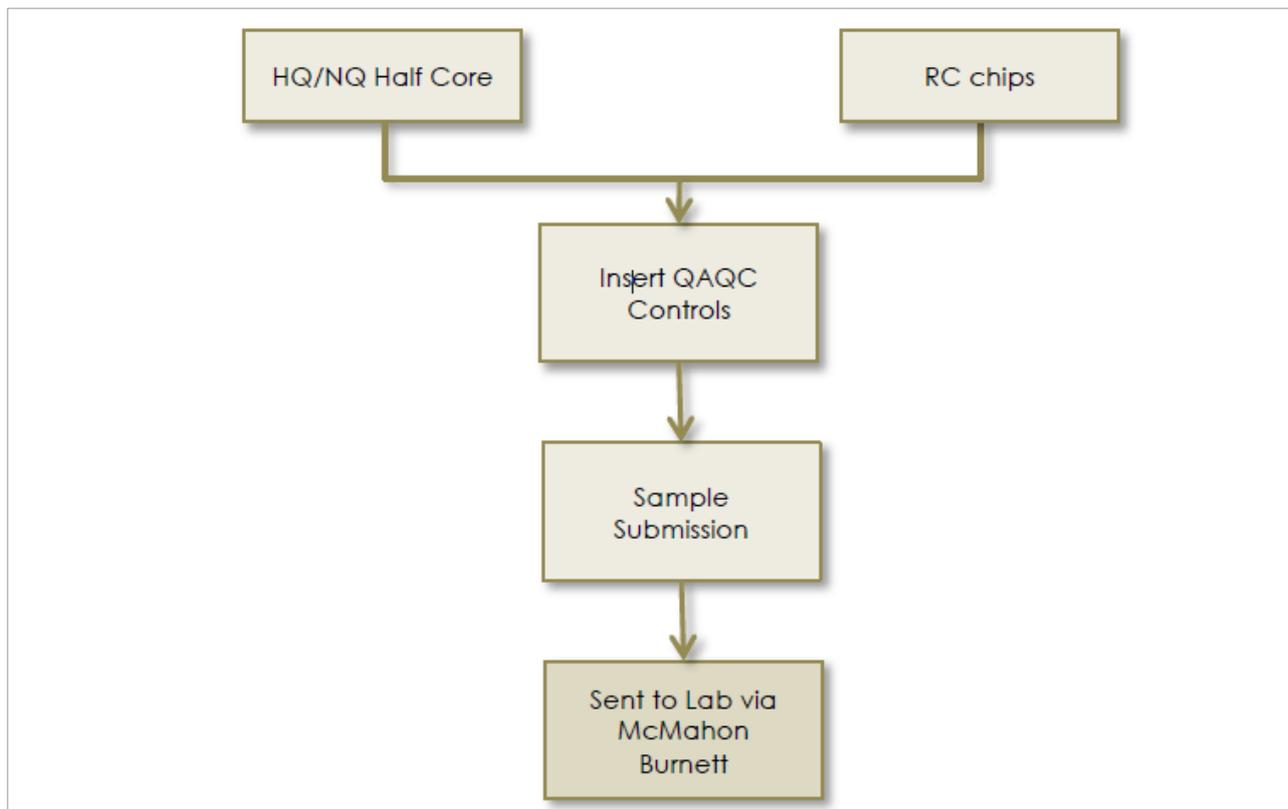 HQ/NQ Half Core
RC chips
Insert QAQC
Controls
Sample
Submission
Sent to Lab via
McMahon
Burnett